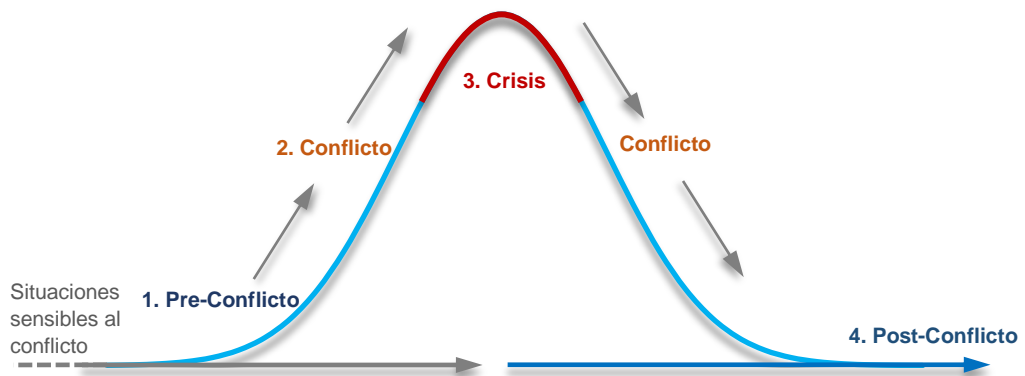 3. Crisis
2. Conflicto
Conflicto
Situaciones
sensibles al
conflicto
1. Pre-Conflicto
4. Post-Conflicto